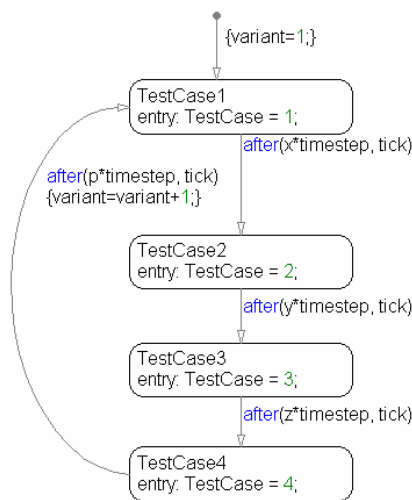 {variant=1;}
TestCase1
entry: TestCase = 1;
after(x*timestep, tick)
after(p*timestep, tick)
{variant=variant+1;}
TestCase2
entry: TestCase = 2;
after(y*timestep, tick)
TestCase3
entry: TestCase = 3;
after(z*timestep, tick)
TestCase4
entry: TestCase = 4;